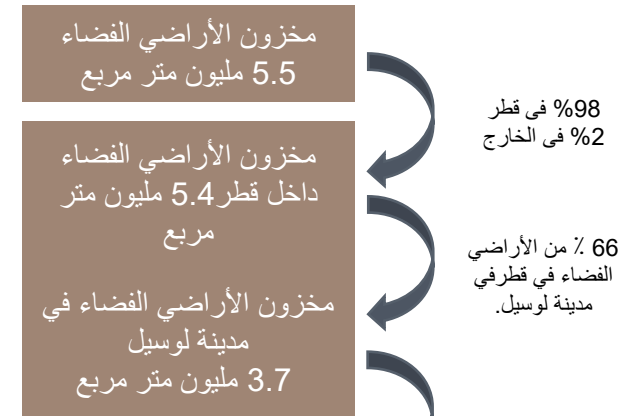 مخزون الأراضي الفضاء
5.5 مليون متر مربع
98% فى قطر
2% فى الخارج
مخزون الأراضي الفضاء
داخل قطر5.4 مليون متر
مربع
66 ٪ من الأراضي
الفضاء في قطرفي
مدينة لوسيل.
مخزون الأراضي الفضاء في
مدينة لوسيل
3.7 مليون متر مربع